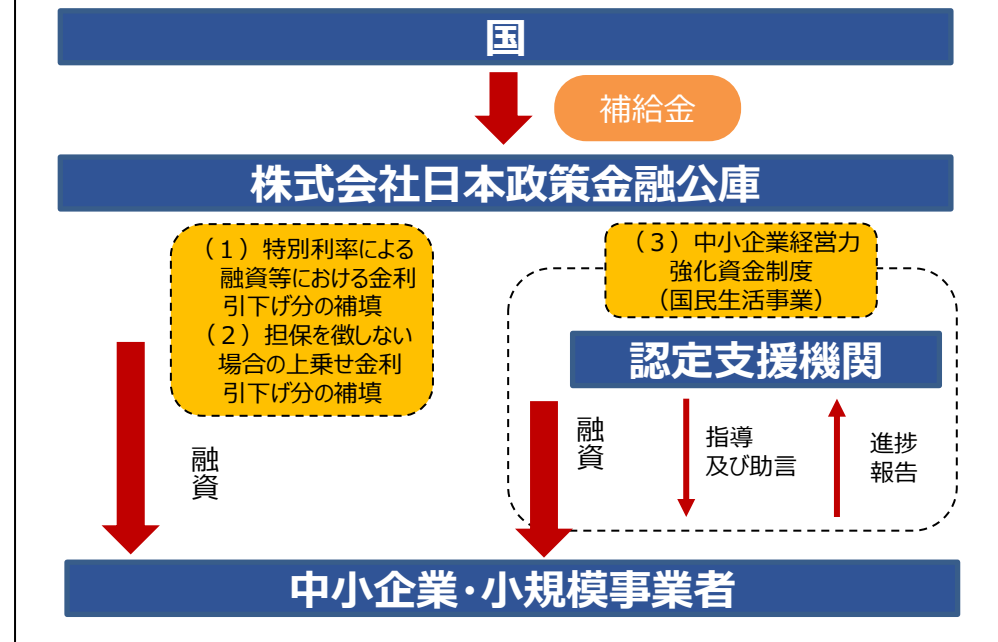 国
補給金
株式会社日本政策金融公庫
(1)特別利率による
融資等における金利
引下げ分の補填
(2)担保を徴しない
場合の上乗せ金利
引下げ分の補填
(3)中小企業経営力
強化資金制度
(国民生活事業)
認定支援機関
融資
融資
指導
及び助言
進捗
報告
中小企業・小規模事業者